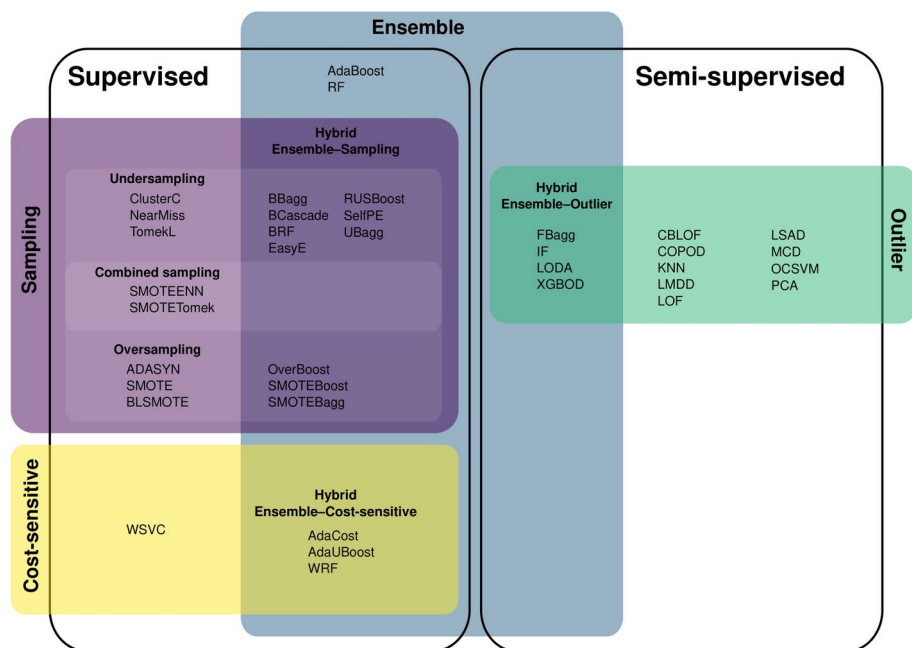 Ensemble
Supervised
Semi-supervised
AdaBoost
RF
Sampling
Hybrid
Ensemble–Sampling
Undersampling
ClusterC
NearMiss
TomekL
BBagg
BCascade
BRF
EasyE
RUSBoost
SelfPE
UBagg
Combined sampling
SMOTEENN
SMOTETomek
Oversampling
ADASYN
SMOTE
BLSMOTE
OverBoost
SMOTEBoost
SMOTEBagg
Cost-sensitive
WSVC
Hybrid
Ensemble–Cost-sensitive
AdaCost
AdaUBoost
WRF
Hybrid
Ensemble–Outlier
FBagg
IF
LODA
XGBOD
CBLOF
COPOD
KNN
LMDD
LOF
LSAD
MCD
OCSVM
PCA
Outlier